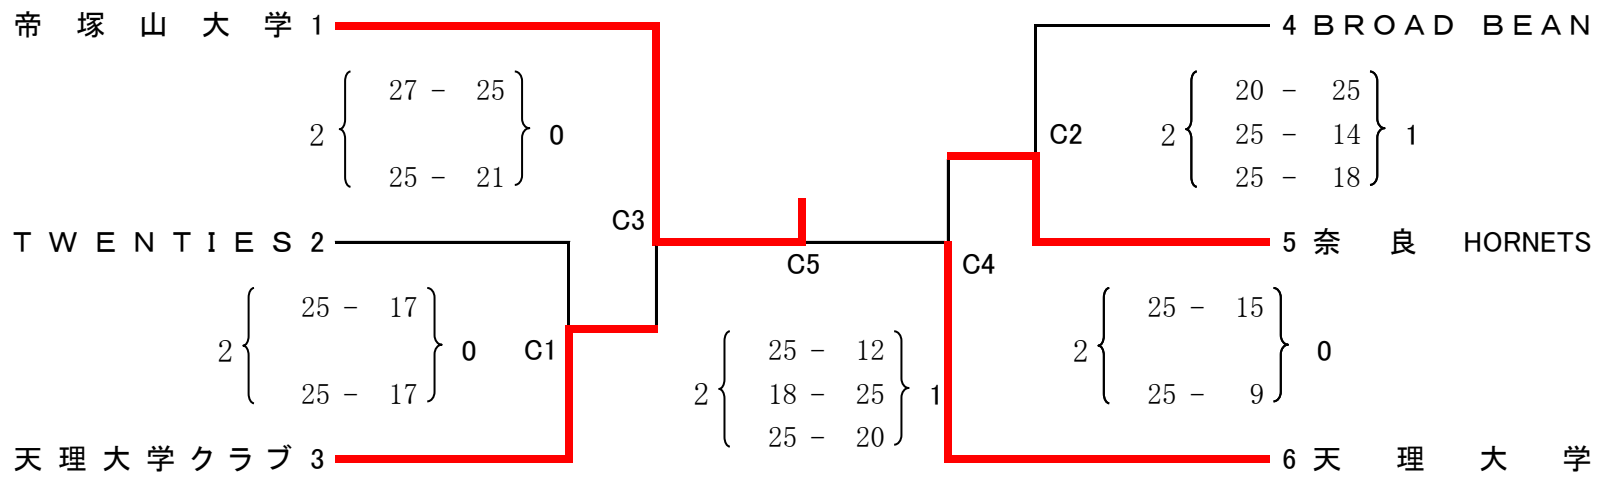 帝塚山大学 1
4 BROAD BEAN
27 - 25
2 0
25 - 21
20 - 25
C2 2 25 - 14 1
25 - 18
C3
TWENTIES 2
5 奈良 HORNETS
C5 C4
25 - 17
2 0 C1
25 - 17
25 - 12
2 18 - 25 1
25 - 20
25 - 15
2 0
25 - 9
天理大学クラブ 3
6 天理大学